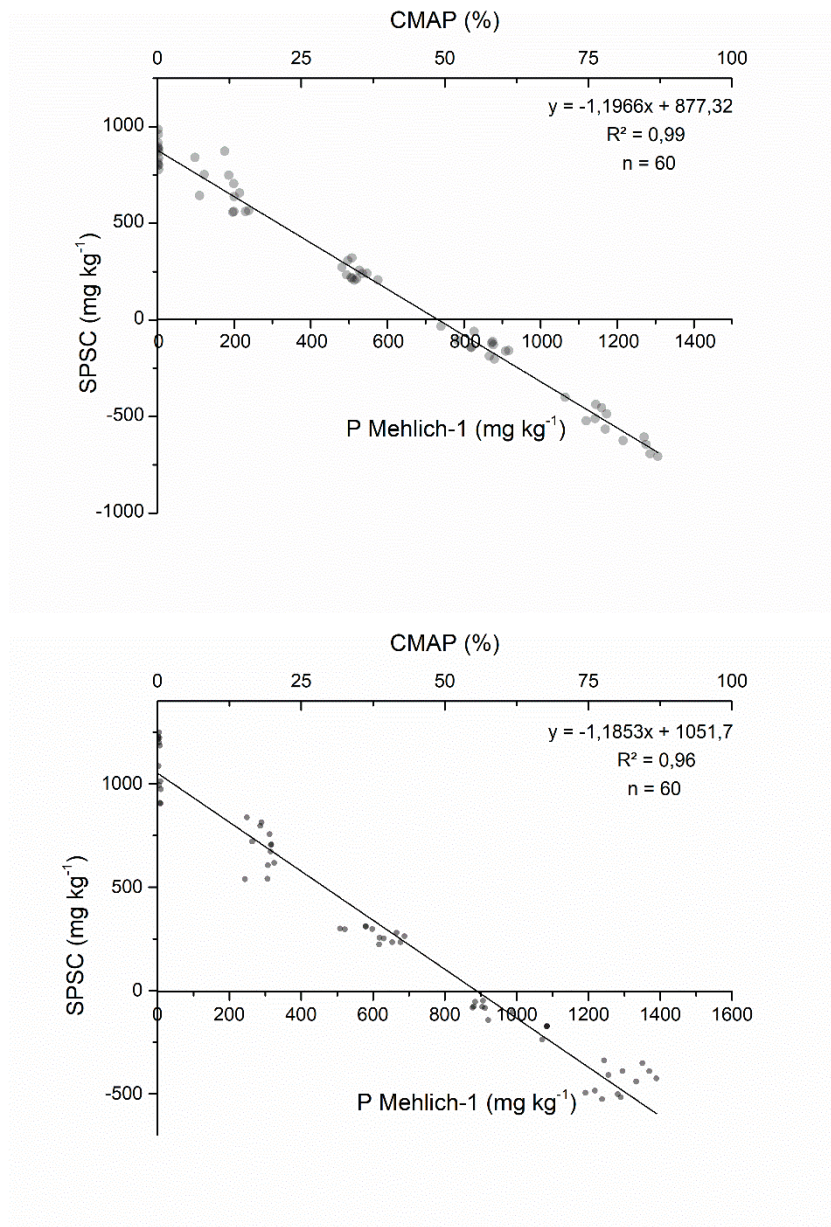 CMAP (%)
0 25 50 75 100
y = -1,1966x + 877,32
R² = 0,99
n = 60
1000
500
0
0 200 400 600 800 1000 1200 1400
-500
-1000
SPSC (mg kg⁻¹)
P Mehlich-1 (mg kg⁻¹)
CMAP (%)
0 25 50 75 100
y = -1,1853x + 1051,7
R² = 0,96
n = 60
1000
500
0
0 200 400 600 800 1000 1200 1400 1600
-500
SPSC (mg kg⁻¹)
P Mehlich-1 (mg kg⁻¹)